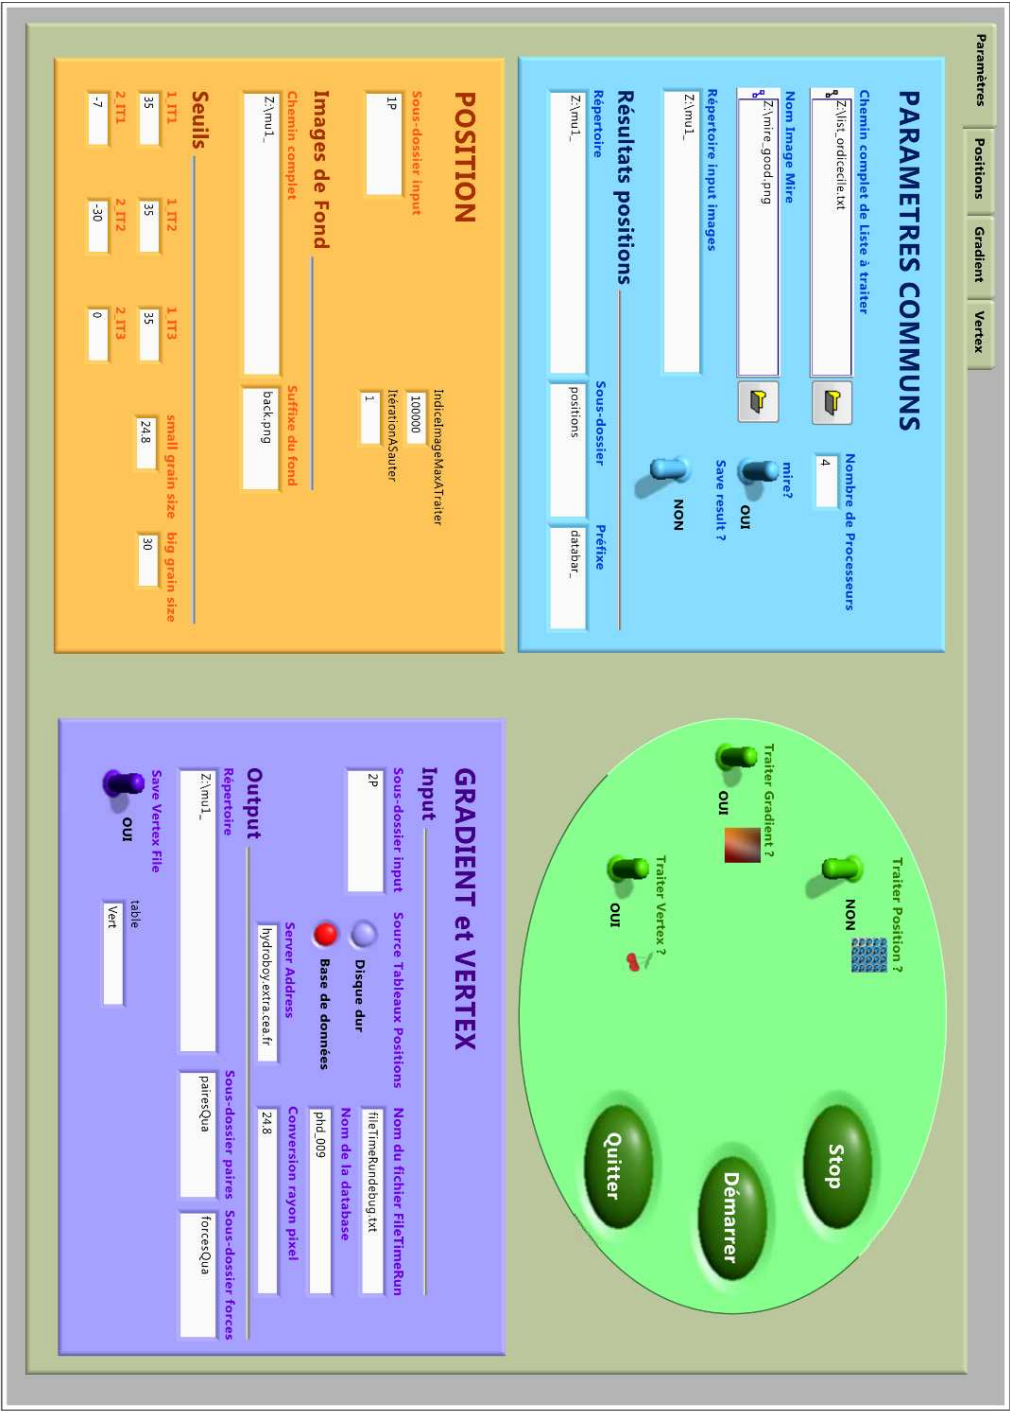 Paramètres
Positions
Gradient
Vertex
PARAMETRES COMMUNS
Chemin complet de Liste à traiter
Z:\list_ordicecile.txt
Nombre de Processeurs
4
Nom Image Mire
Z:\mire_good.png
mire?
OUI
Répertoire input images
Z:\mu1_
Save result ?
NON
Résultats positions
Répertoire
Sous-dossier
Préfixe
Z:\mu1_
positions
databar_
Traiter Position ?
NON
Traiter Gradient ?
OUI
Traiter Vertex ?
OUI
Stop
Démarrer
Quitter
POSITION
Sous-dossier input
1P
IndiceImageMaxATraiter
100000
ItérationASauter
1
Images de Fond
Chemin complet
Suffixe du fond
Z:\mu1_
back.png
Seuils
1_IT1
1_IT2
1_IT3
small grain size
big grain size
35
35
35
24.8
30
2_IT1
2_IT2
2_IT3
-7
-30
0
GRADIENT et VERTEX
Input
Sous-dossier input
Source Tableaux Positions
Nom du fichier FileTimeRun
2P
Disque dur
fileTimeRundebug.txt
Base de données
Nom de la database
phd_009
Server Address
Conversion rayon pixel
hydroboy.extra.cea.fr
24.8
Output
Répertoire
Sous-dossier paires
Sous-dossier forces
Z:\mu1_
pairesQua
forcesQua
Save Vertex File
OUI
table
Vert